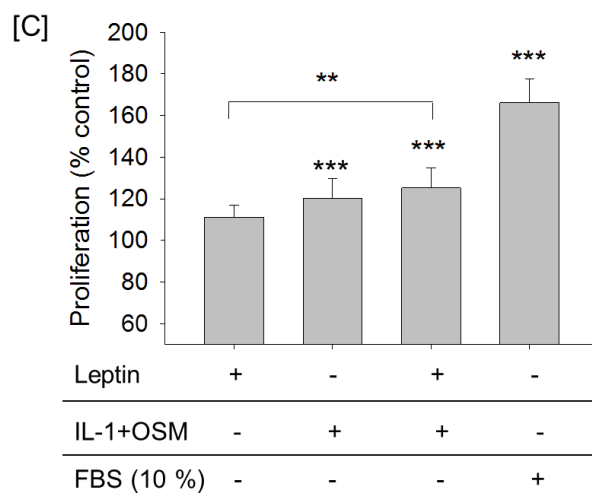 [C]
Proliferation (% control)
200
180
160
140
120
100
80
60
**
***
***
***
Leptin + - + -
IL-1+OSM - + + -
FBS (10 %) - - - +